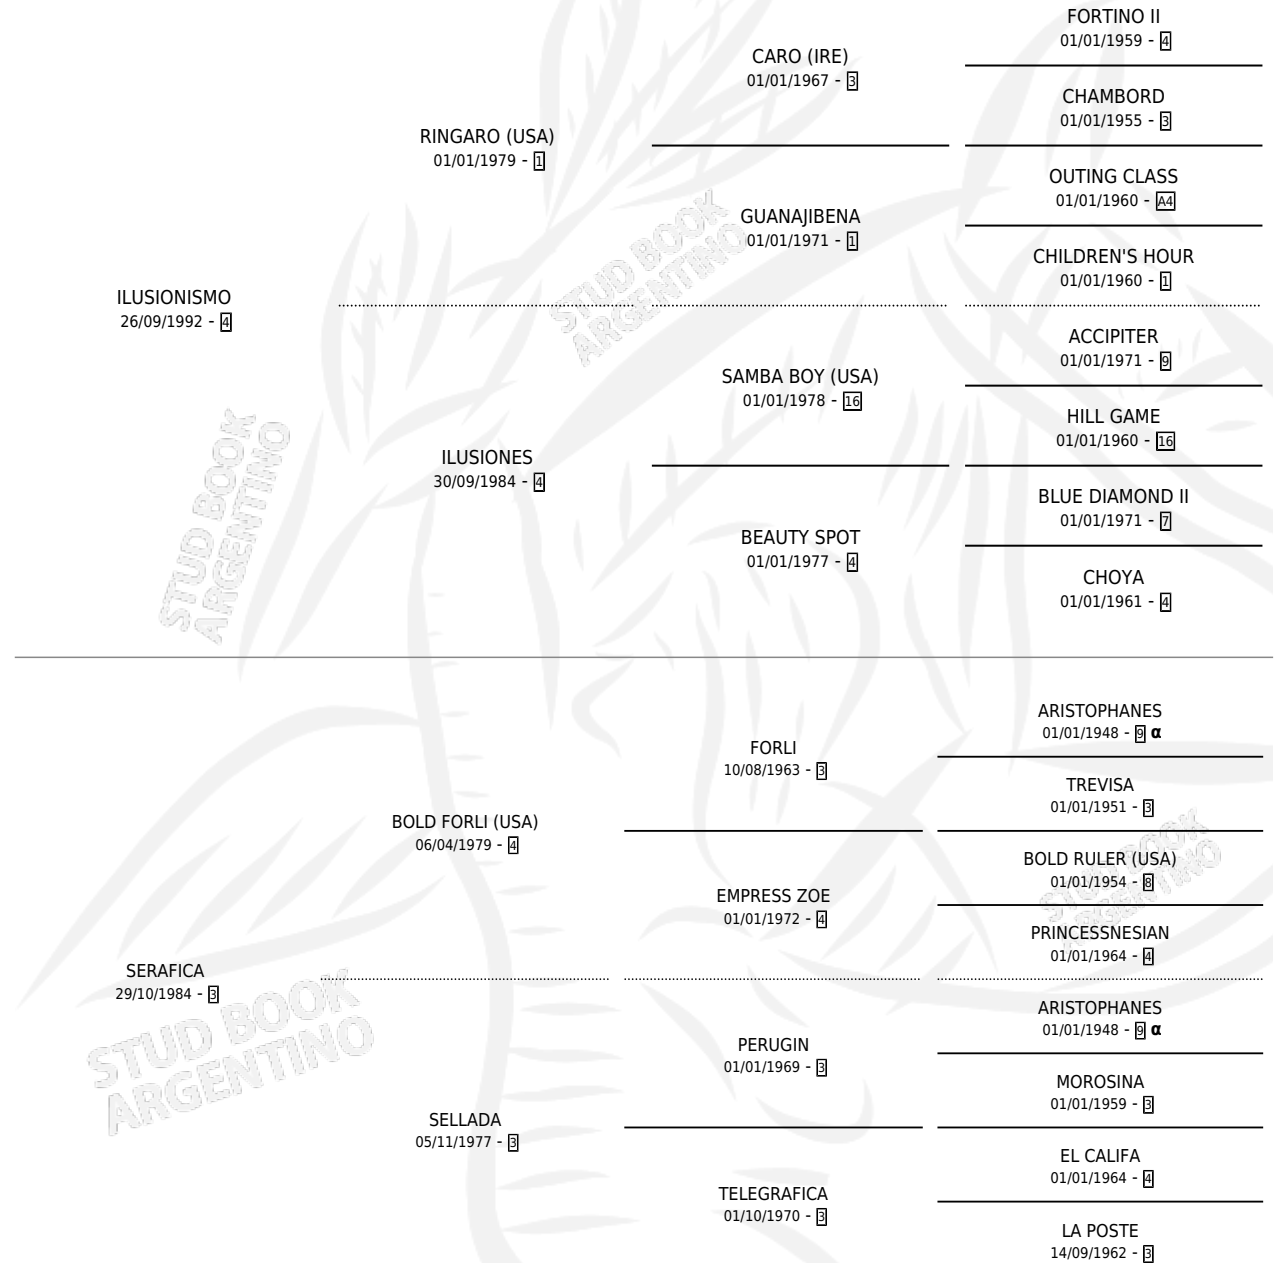 FORTINO II
01/01/1959 - 4
CARO (IRE)
01/01/1967 - 3
CHAMBORD
01/01/1955 - 3
RINGARO (USA)
01/01/1979 - 1
OUTING CLASS
01/01/1960 - A4
GUANAJIBENA
01/01/1971 - 1
CHILDREN'S HOUR
01/01/1960 - 1
STUD BOOK
ARGENTINO
ILUSIONISMO
26/09/1992 - 4
ACCIPITER
01/01/1971 - 9
SAMBA BOY (USA)
01/01/1978 - 16
HILL GAME
01/01/1960 - 16
ILUSIONES
30/09/1984 - 4
BLUE DIAMOND II
01/01/1971 - 7
BEAUTY SPOT
01/01/1977 - 4
CHOYA
01/01/1961 - 4
STUD BOOK
ARGENTINO
ARISTOPHANES
01/01/1948 - 9 α
FORLI
10/08/1963 - 3
TREVISA
01/01/1951 - 3
BOLD FORLI (USA)
06/04/1979 - 4
BOLD RULER (USA)
01/01/1954 - 8
EMPRESS ZOE
01/01/1972 - 4
PRINCESSNESIAN
01/01/1964 - 4
STUD BOOK
ARGENTINO
SERAFICA
29/10/1984 - 3
ARISTOPHANES
01/01/1948 - 9 α
PERUGIN
01/01/1969 - 3
MOROSINA
01/01/1959 - 3
STUD BOOK
ARGENTINO
SELLADA
05/11/1977 - 3
EL CALIFA
01/01/1964 - 4
TELEGRAFICA
01/10/1970 - 3
LA POSTE
14/09/1962 - 3